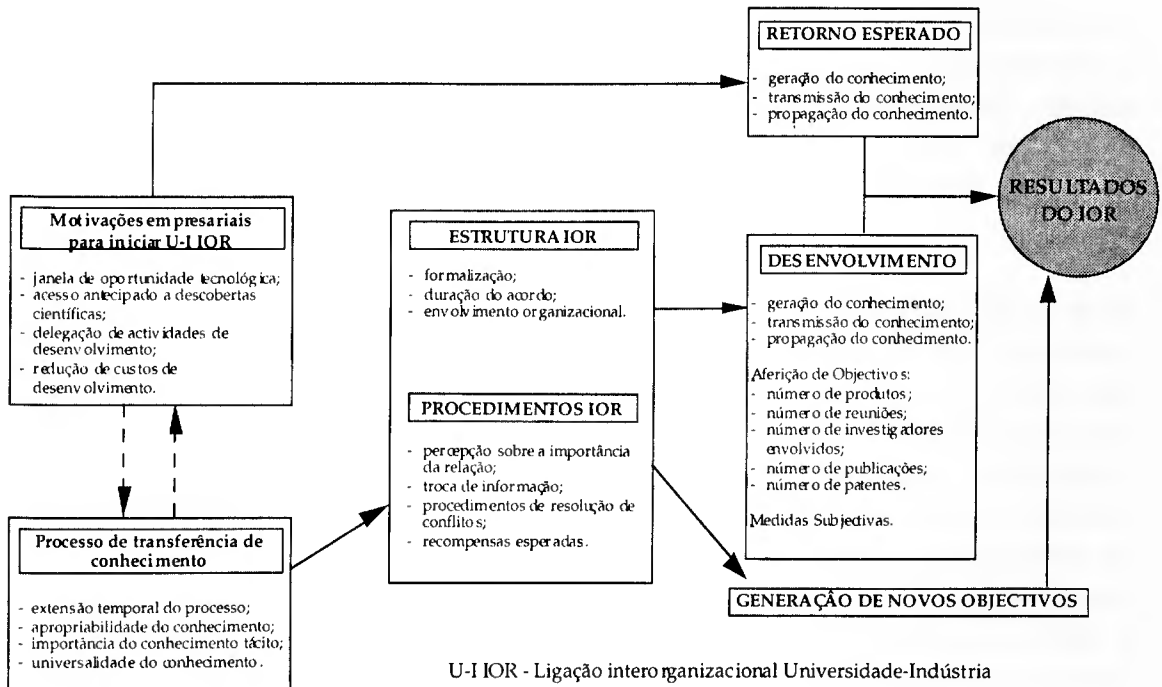 RETORNO ESPERADO
- geração do conhecimento;
- transmissão do conhecimento;
- propagação do conhecimento.
RESULTADOS
DO IOR
Motivações empresariais
para iniciar U-I IOR
- janela de oportunidade tecnológica;
- acesso antecipado a descobertas
científicas;
- delegação de actividades de
desenvolvimento;
- redução de custos de
desenvolvimento.
ESTRUTURA IOR
- formalização;
- duração do acordo;
- envolvimento organizacional.
PROCEDIMENTOS IOR
- percepção sobre a importância
da relação;
- troca de informação;
- procedimentos de resolução de
conflitos;
- recompensas esperadas.
DESENVOLVIMENTO
- geração do conhecimento;
- transmissão do conhecimento;
- propagação do conhecimento.
Aferição de Objectivos:
- número de produtos;
- número de reuniões;
- número de investigadores
envolvidos;
- número de publicações;
- número de patentes.
Medidas Subjectivas.
Processo de transferência de
conhecimento
- extensão temporal do processo;
- apropriabilidade do conhecimento;
- importância do conhecimento tácito;
- universalidade do conhecimento.
GENERAÇÃO DE NOVOS OBJECTIVOS
U-I IOR - Ligação interorganizacional Universidade-Indústria